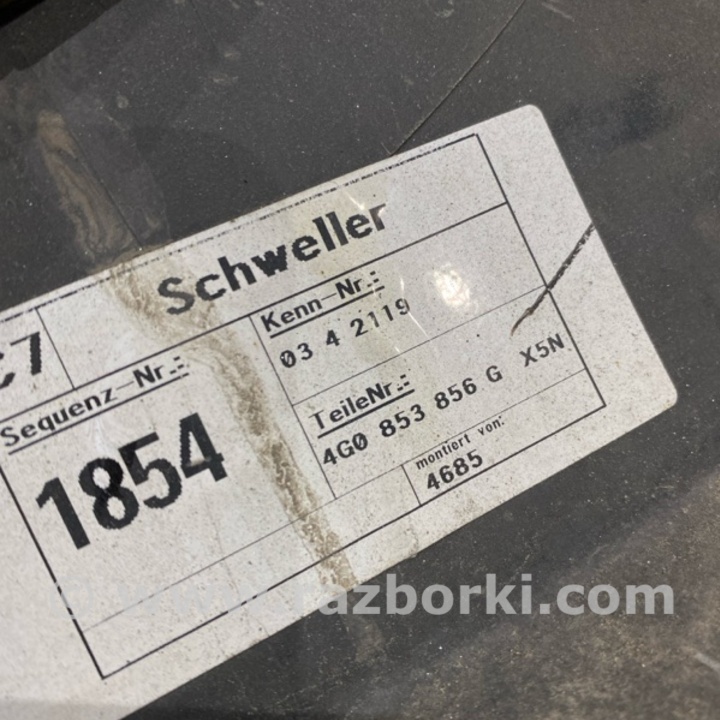 C7
Schweller
Sequenz-Nr.:
1854
Kenn-Nr.:
03 4 2119
TeileNr.:
4G0 853 856 G X5N
montiert von:
4685
© www.razborki.com